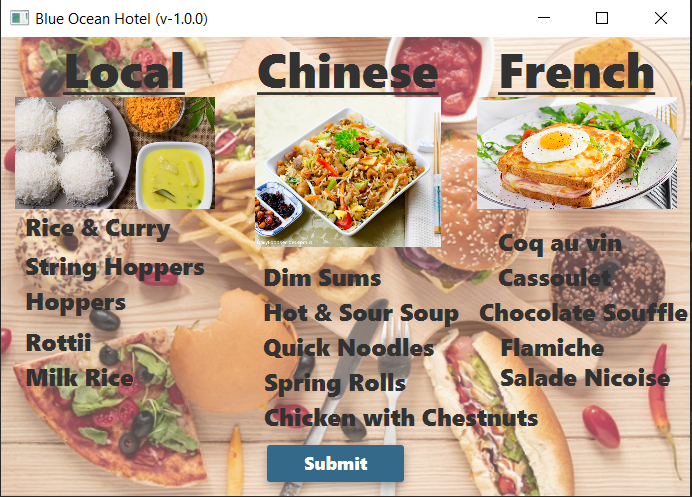 Blue Ocean Hotel (v-1.0.0)
Local
Rice & Curry
String Hoppers
Hoppers
Rottii
Milk Rice
Chinese
Dim Sums
Hot & Sour Soup
Quick Noodles
Spring Rolls
Chicken with Chestnuts
French
Coq au vin
Cassoulet
Chocolate Souffle
Flamiche
Salade Nicoise
Submit